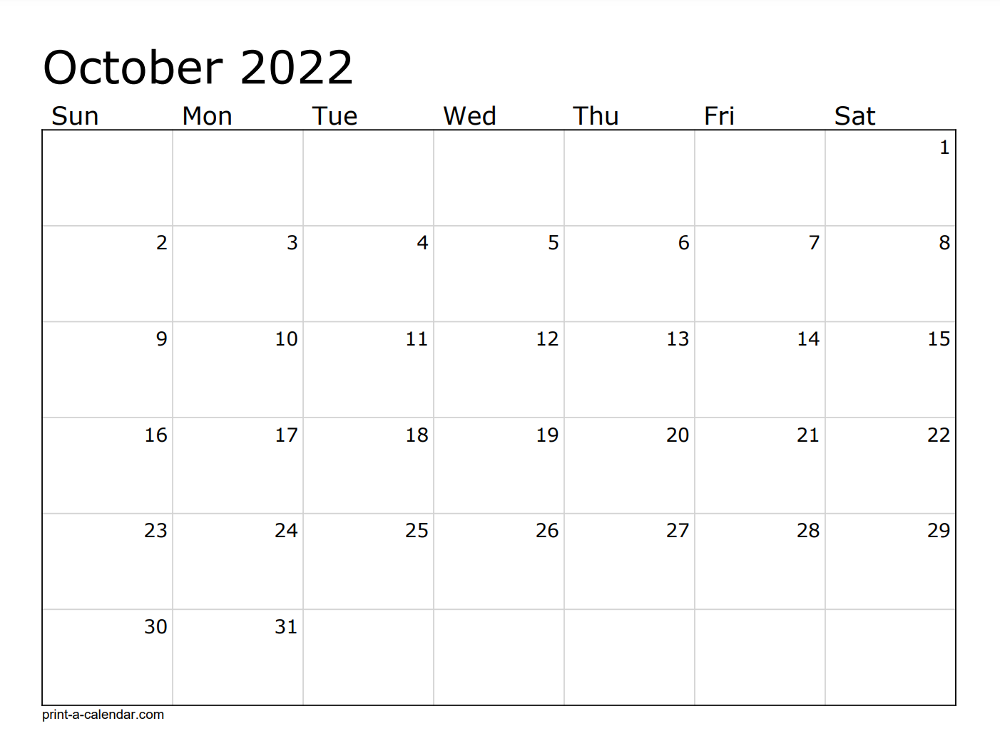 October 2022
Sun Mon Tue Wed Thu Fri Sat
1
2 3 4 5 6 7 8
9 10 11 12 13 14 15
16 17 18 19 20 21 22
23 24 25 26 27 28 29
30 31
print-a-calendar.com